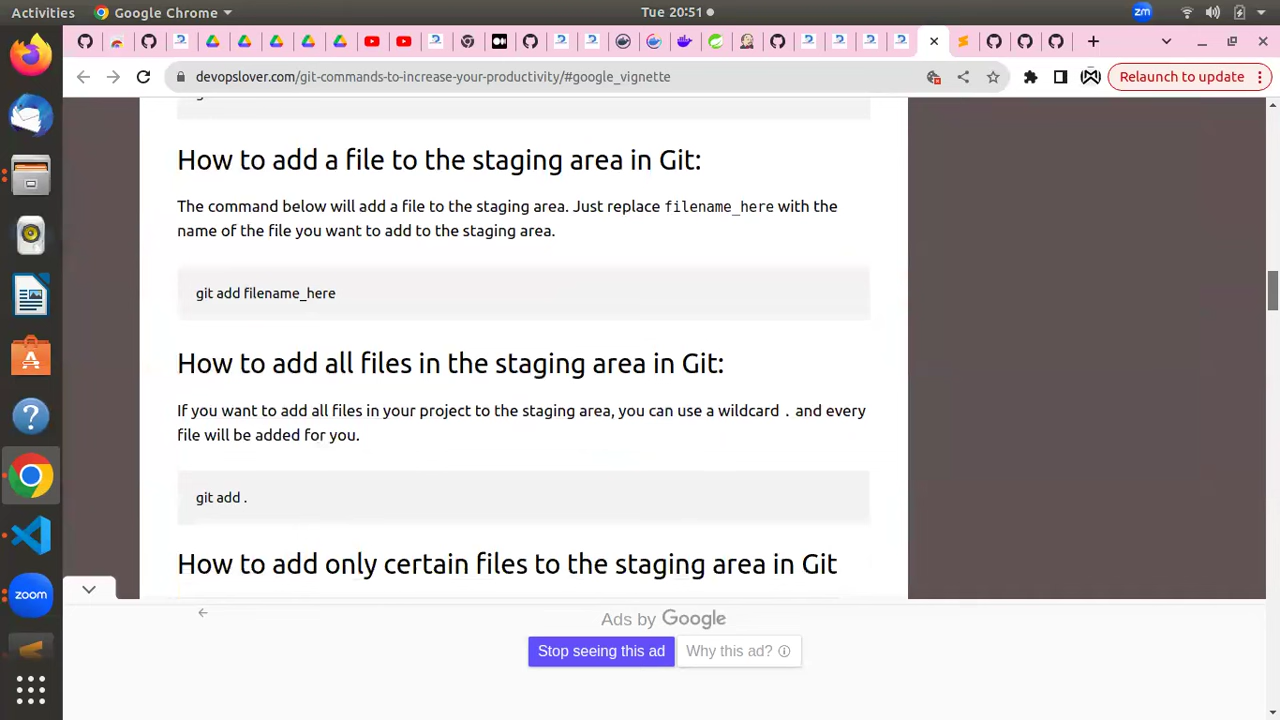 Activities
Google Chrome
Tue 20:51
zm
devopslover.com/git-commands-to-increase-your-productivity/#google_vignette
Relaunch to update
How to add a file to the staging area in Git:
The command below will add a file to the staging area. Just replace filename_here with the
name of the file you want to add to the staging area.
git add filename_here
How to add all files in the staging area in Git:
If you want to add all files in your project to the staging area, you can use a wildcard . and every
file will be added for you.
git add .
How to add only certain files to the staging area in Git
zoom
Ads by Google
Stop seeing this ad
Why this ad?